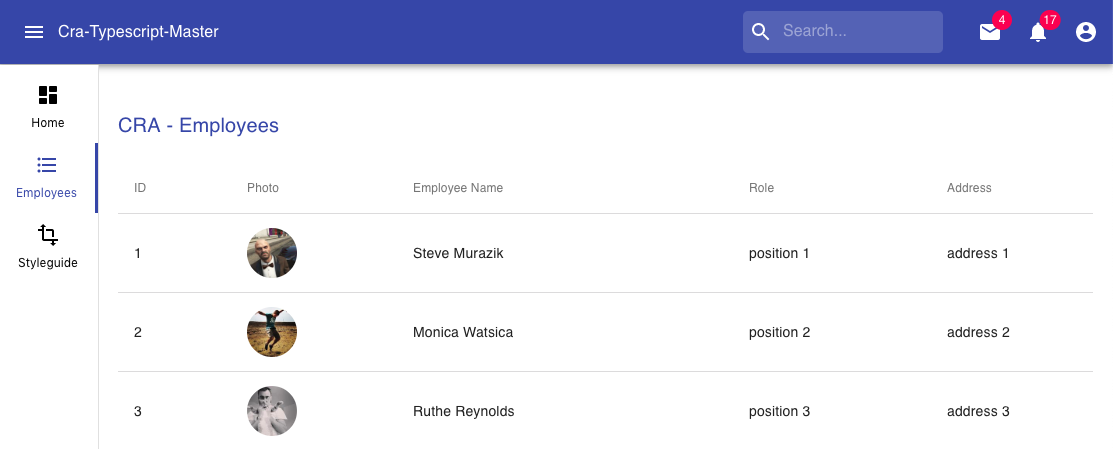 Cra-Typescript-Master
Search...
4
17
Home
Employees
Styleguide
CRA - Employees
ID Photo Employee Name Role Address
1 Steve Murazik position 1 address 1
2 Monica Watsica position 2 address 2
3 Ruthe Reynolds position 3 address 3